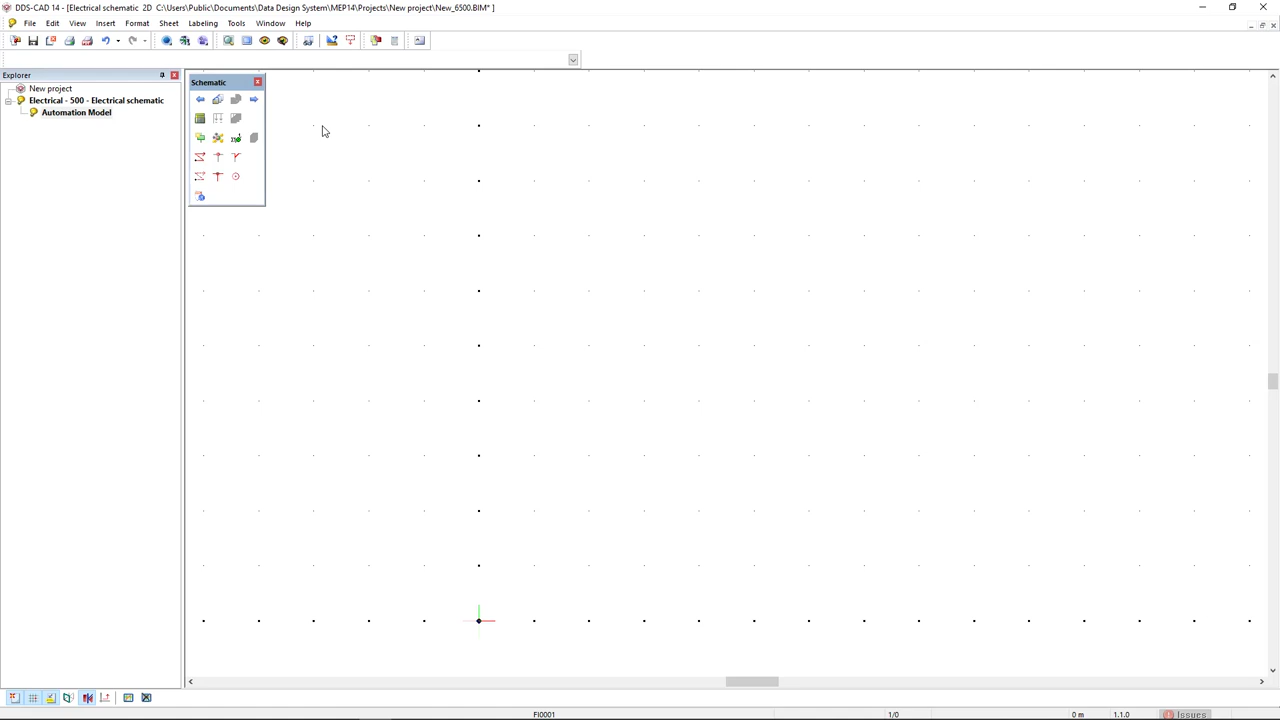 DDS-CAD 14 - [Electrical schematic  2D  C:\Users\Public\Documents\Data Design System\MEP14\Projects\New project\New_6500.BIM* ]
File Edit View Insert Format Sheet Labeling Tools Window Help
Explorer
New project
Electrical - 500 - Electrical schematic
Automation Model
Schematic
FI0001
1/0
0 m
1.1.0
Issues